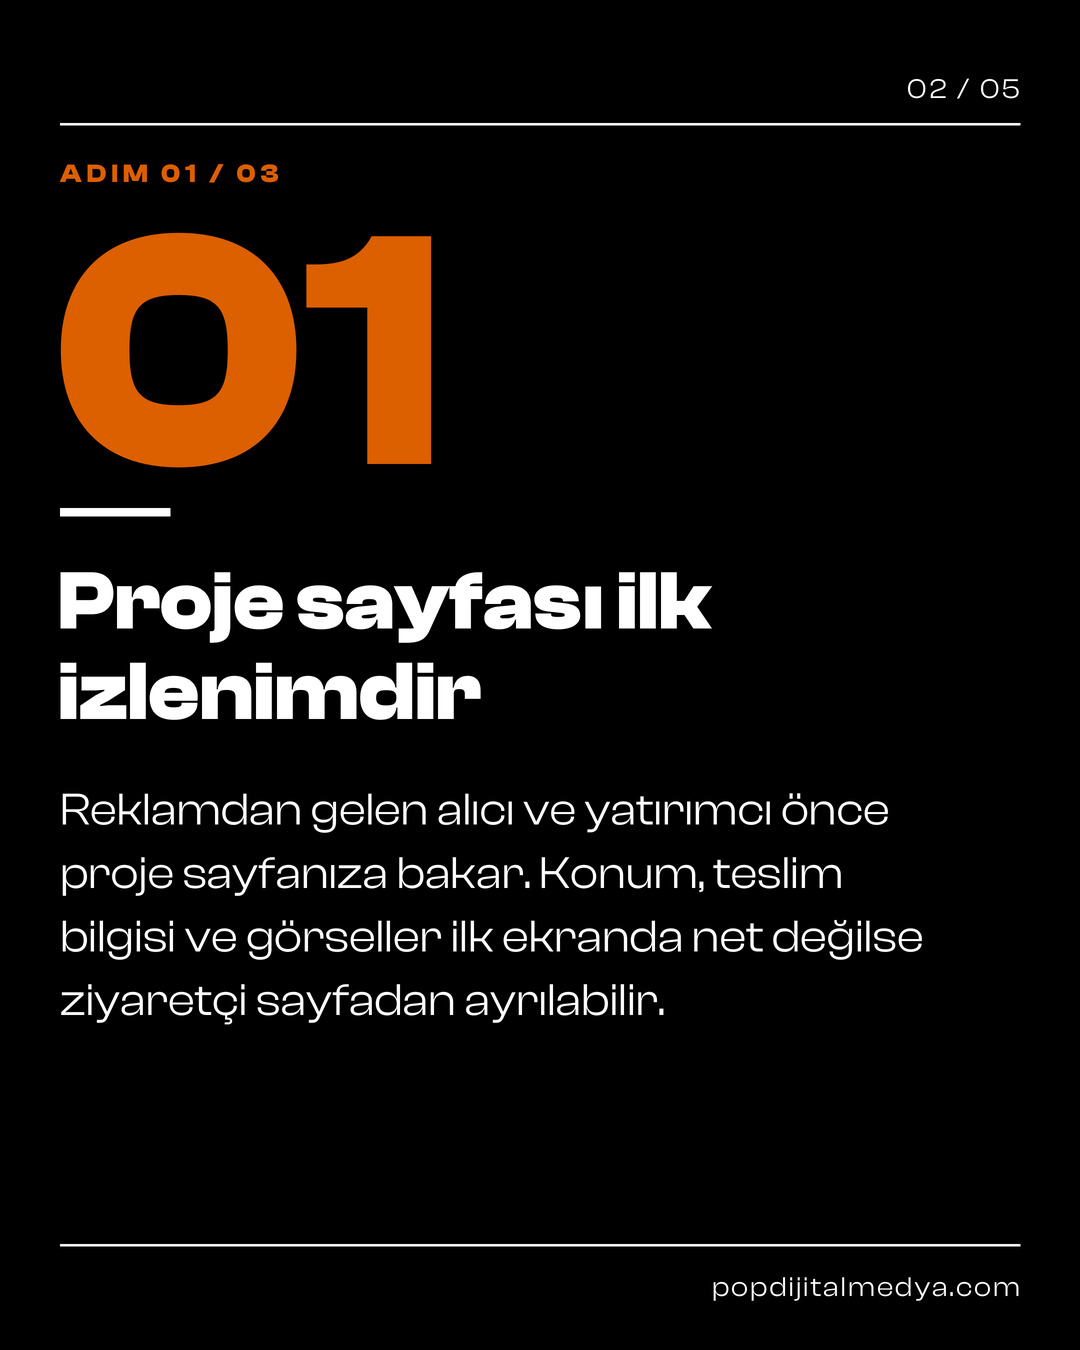 02 / 05
ADIM 01 / 03
01
Proje sayfası ilk
izlenimdir
Reklamdan gelen alıcı ve yatırımcı önce
proje sayfanıza bakar. Konum, teslim
bilgisi ve görseller ilk ekranda net değilse
ziyaretçi sayfadan ayrılabilir.
popdijitalmedya.com